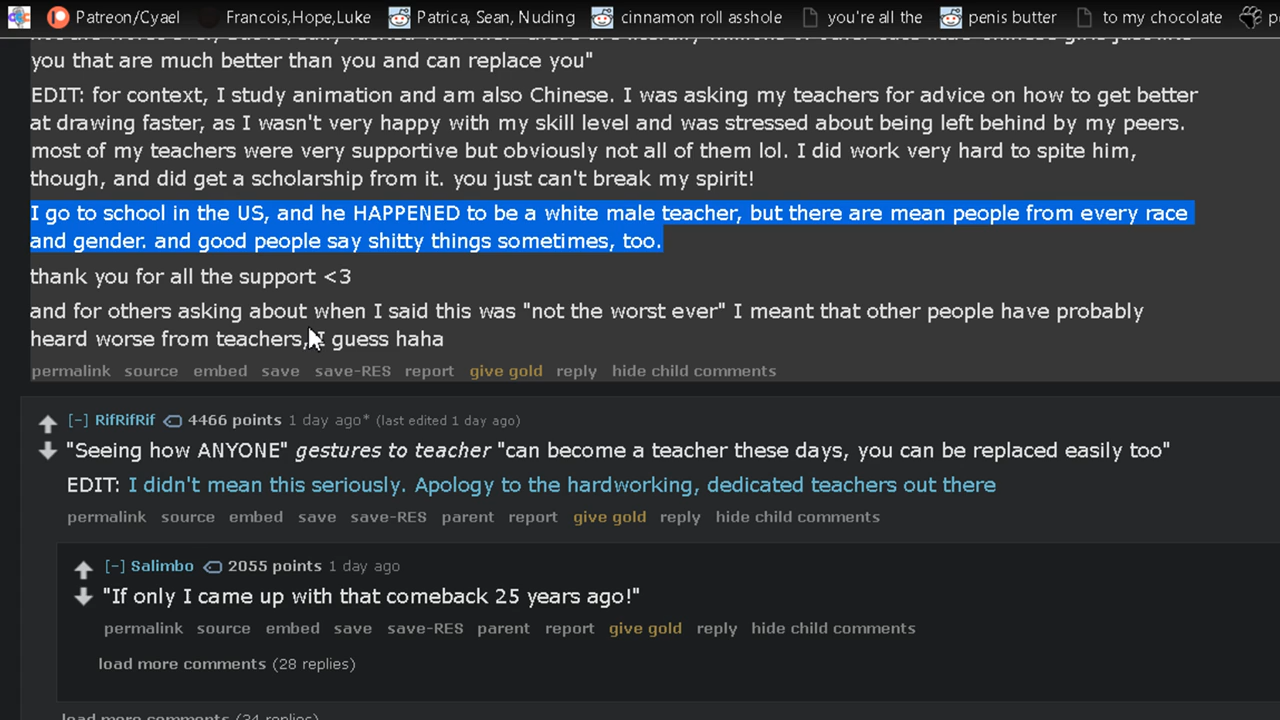 Patreon/Cyael Francois,Hope,Luke Patrica, Sean, Nuding cinnamon roll asshole you're all the penis butter to my chocolate p
you that are much better than you and can replace you"
EDIT: for context, I study animation and am also Chinese. I was asking my teachers for advice on how to get better
at drawing faster, as I wasn't very happy with my skill level and was stressed about being left behind by my peers.
most of my teachers were very supportive but obviously not all of them lol. I did work very hard to spite him,
though, and did get a scholarship from it. you just can't break my spirit!
I go to school in the US, and he HAPPENED to be a white male teacher, but there are mean people from every race
and gender. and good people say shitty things sometimes, too.
thank you for all the support <3
and for others asking about when I said this was "not the worst ever" I meant that other people have probably
heard worse from teachers, I guess haha
permalink source embed save save-RES report give gold reply hide child comments
[-] RifRifRif 4466 points 1 day ago* (last edited 1 day ago)
"Seeing how ANYONE" gestures to teacher "can become a teacher these days, you can be replaced easily too"
EDIT: I didn't mean this seriously. Apology to the hardworking, dedicated teachers out there
permalink source embed save save-RES parent report give gold reply hide child comments
[-] Salimbo 2055 points 1 day ago
"If only I came up with that comeback 25 years ago!"
permalink source embed save save-RES parent report give gold reply hide child comments
load more comments (28 replies)
load more comments (34 replies)